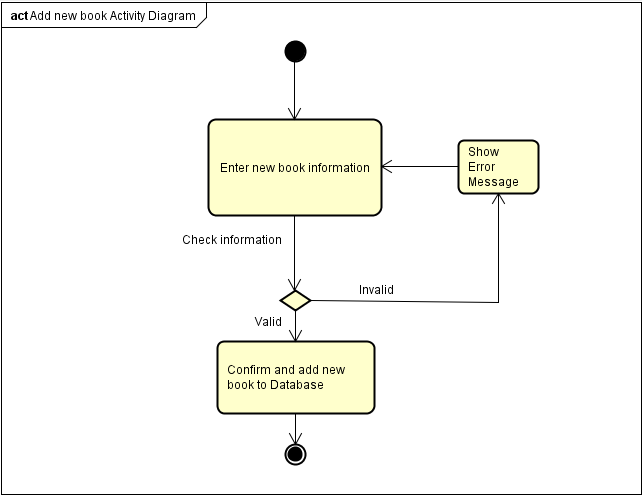 act Add new book Activity Diagram
Enter new book information
Show
Error
Message
Check information
Invalid
Valid
Confirm and add new
book to Database